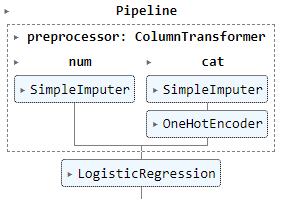 Pipeline
preprocessor: ColumnTransformer
num cat
SimpleImputer SimpleImputer
OneHotEncoder
LogisticRegression